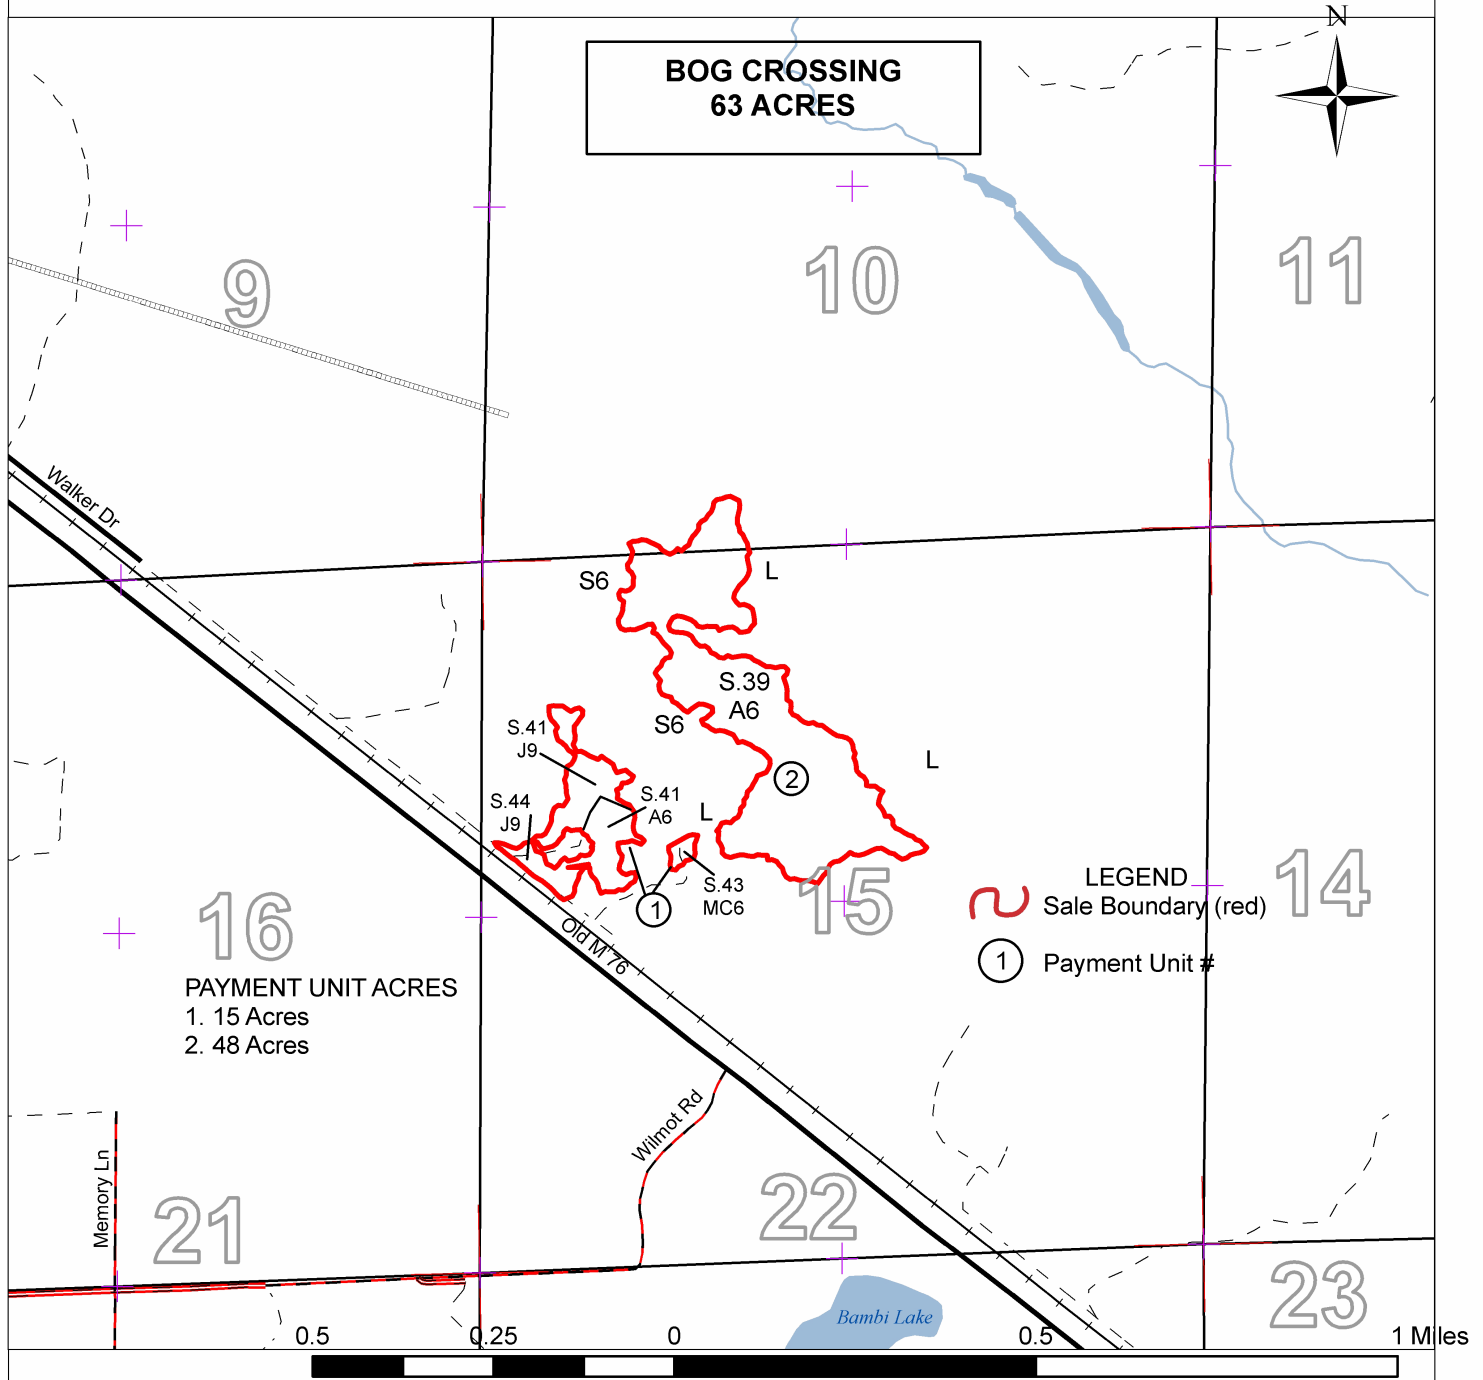 N
BOG CROSSING
63 ACRES
9
10
11
Walker Dr
S6
L
S.39
A6
S6
S.41
J9
L
2
S.44
J9
S.41
A6
L
S.43
MC6
1
15
14
16
Old M 76
LEGEND
Sale Boundary (red)
1 Payment Unit #
PAYMENT UNIT ACRES
1. 15 Acres
2. 48 Acres
Wilmot Rd
Memory Ln
21
22
23
Bambi Lake
0.5 0.25 0 0.5 1 Miles